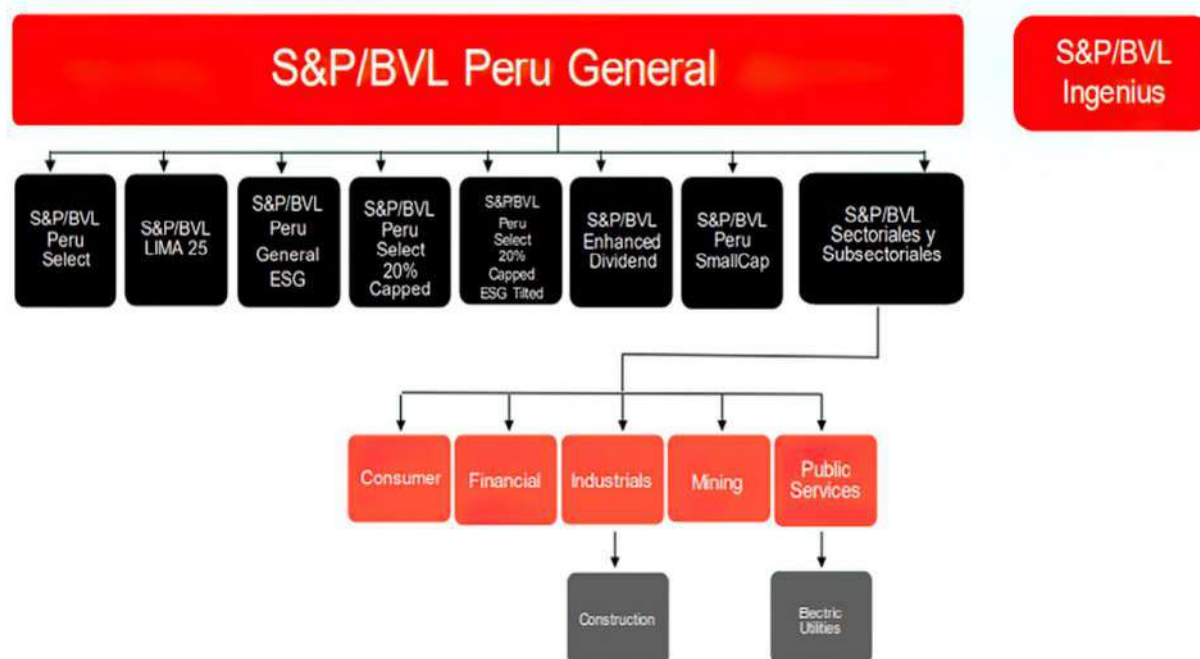 S&P/BVL Peru General
S&P/BVL
Ingenius
S&P/BVL
Peru
Select
S&P/BVL
LIMA 25
S&P/BVL
Peru
General
ESG
S&P/BVL
Peru
Select
20%
Capped
S&P/BVL
Peru
Select
20%
Capped
ESG Tilted
S&P/BVL
Enhanced
Dividend
S&P/BVL
Peru
SmallCap
S&P/BVL
Sectoriales y
Subsectoriales
Consumer
Financial
Industrials
Mining
Public
Services
Construction
Electric
Utilities